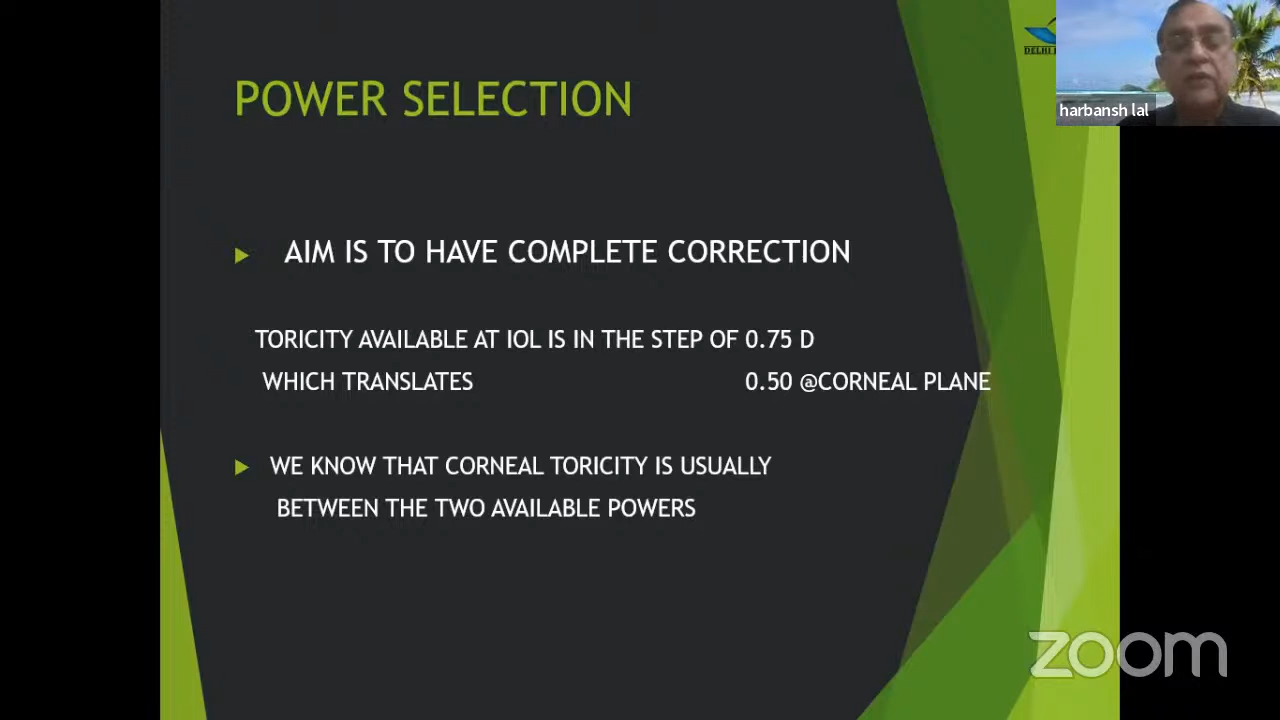 POWER SELECTION
AIM IS TO HAVE COMPLETE CORRECTION
TORICITY AVAILABLE AT IOL IS IN THE STEP OF 0.75 D
WHICH TRANSLATES 0.50 @CORNEAL PLANE
WE KNOW THAT CORNEAL TORICITY IS USUALLY
BETWEEN THE TWO AVAILABLE POWERS
DELHI
harbansh lal
zoom